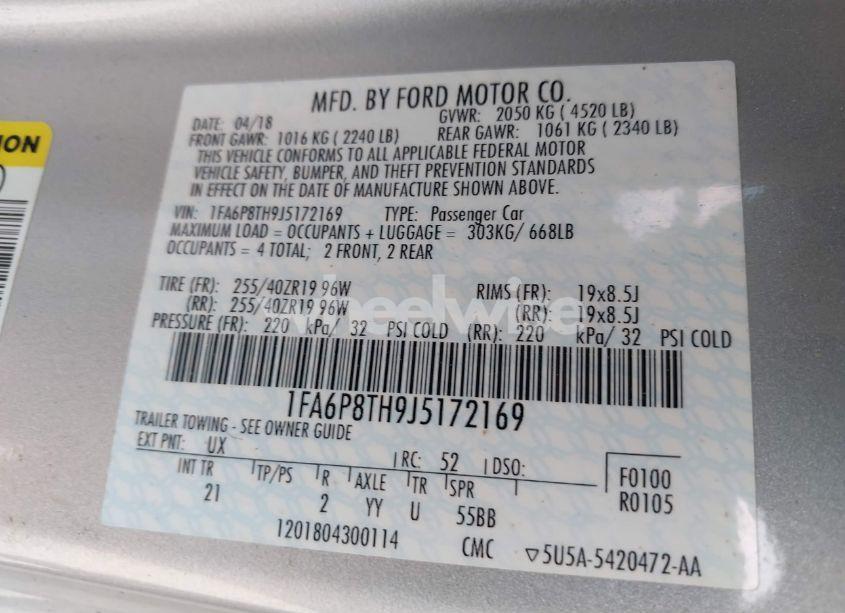 ION
MFD. BY FORD MOTOR CO.
DATE: 04/18 GVWR: 2050 KG ( 4520 LB)
FRONT GAWR: 1016 KG ( 2240 LB) REAR GAWR: 1061 KG ( 2340 LB)
THIS VEHICLE CONFORMS TO ALL APPLICABLE FEDERAL MOTOR
VEHICLE SAFETY, BUMPER, AND THEFT PREVENTION STANDARDS
IN EFFECT ON THE DATE OF MANUFACTURE SHOWN ABOVE.
VIN: 1FA6P8TH9J5172169 TYPE: Passenger Car
MAXIMUM LOAD = OCCUPANTS + LUGGAGE = 303KG/ 668LB
OCCUPANTS = 4 TOTAL; 2 FRONT, 2 REAR
TIRE (FR): 255/40ZR19 96W RIMS (FR): 19x8.5J
(RR): 255/40ZR19 96W (RR): 19x8.5J
wheelwire
PRESSURE (FR): 220 kPa/ 32 PSI COLD (RR): 220 kPa/ 32 PSI COLD
1FA6P8TH9J5172169
TRAILER TOWING - SEE OWNER GUIDE
EXT PNT: UX RC: 52 DSO: F0100
INT TR TP/PS R AXLE TR SPR R0105
21 2 YY U 55BB
1201804300114 CMC ▽5U5A-5420472-AA